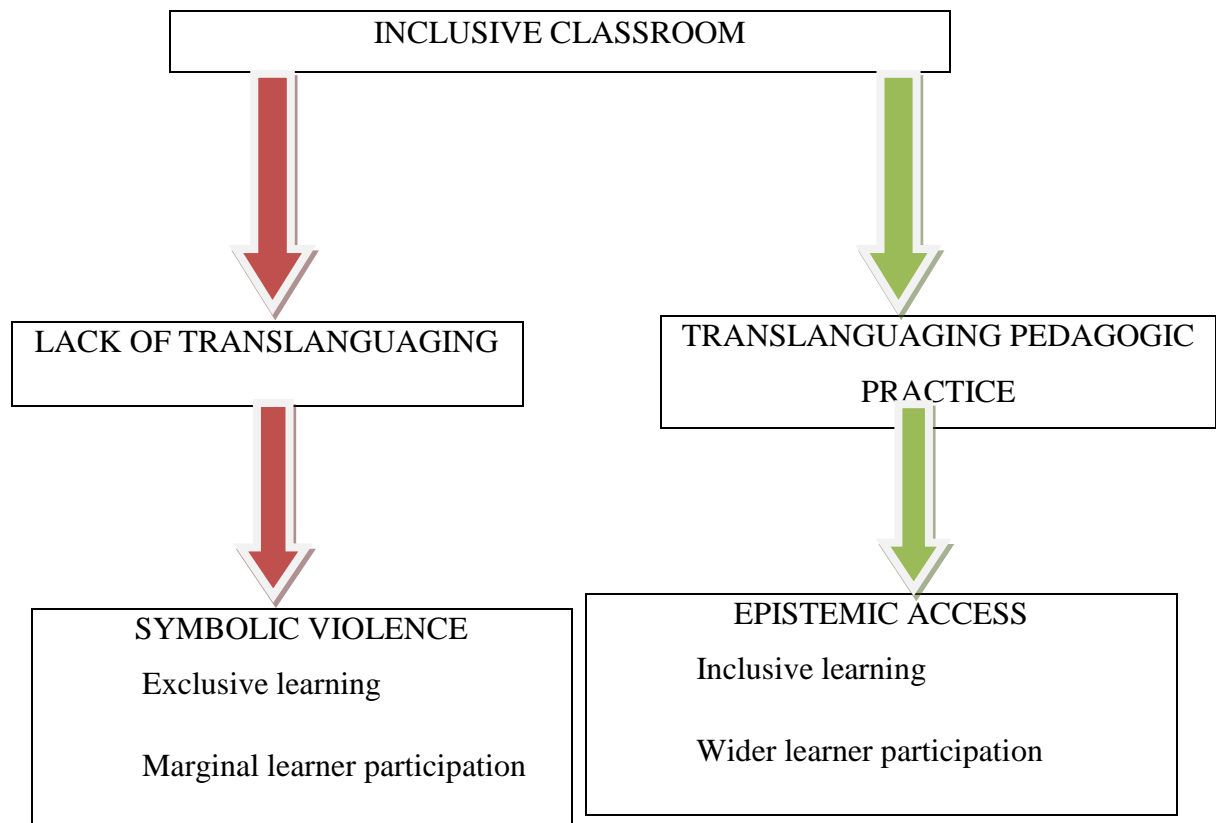 INCLUSIVE CLASSROOM
LACK OF TRANSLANGUAGING
TRANSLANGUAGING PEDAGOGIC
PRACTICE
SYMBOLIC VIOLENCE
Exclusive learning
Marginal learner participation
EPISTEMIC ACCESS
Inclusive learning
Wider learner participation